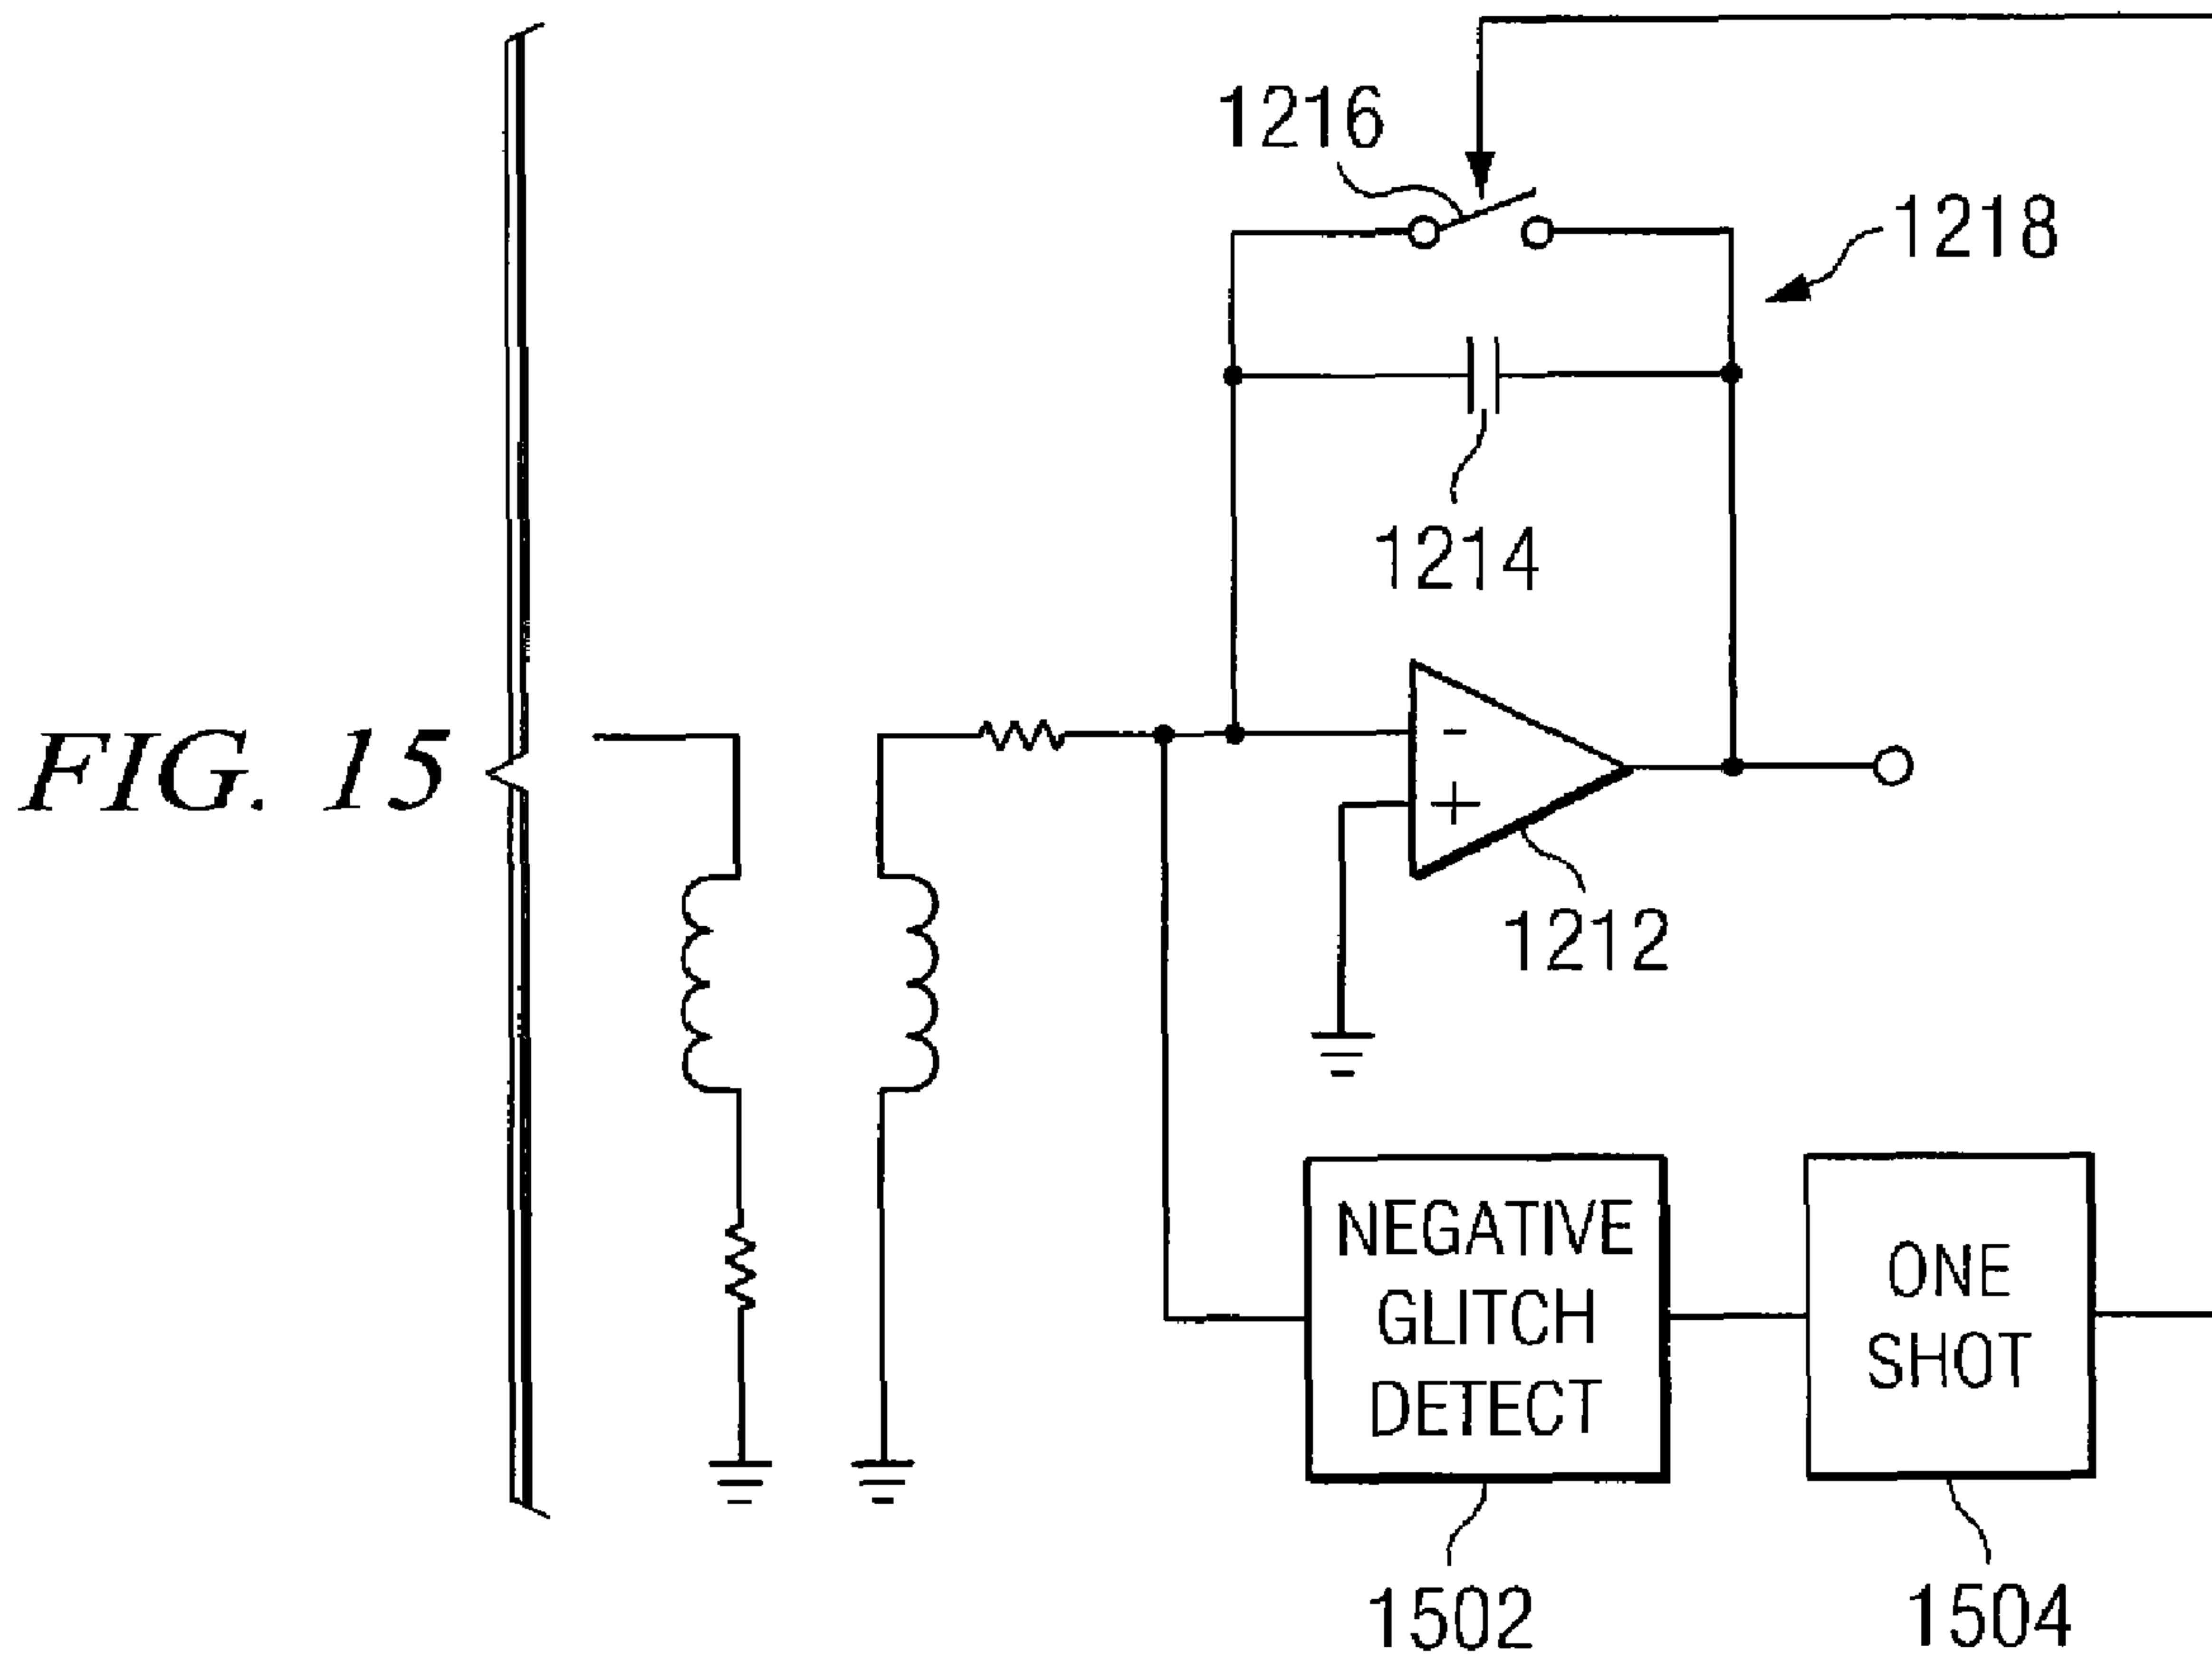 1216
1218
1214
FIG. 15
-
+
1212
NEGATIVE
GLITCH
DETECT
ONE
SHOT
1502
1504